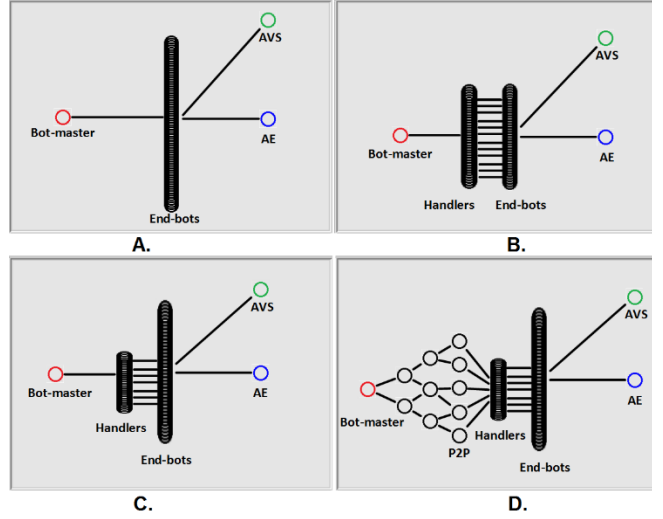 AVS
Bot-master
AE
End-bots
A.
AVS
Bot-master
AE
Handlers End-bots
B.
AVS
Bot-master
AE
Handlers
End-bots
C.
AVS
AE
Bot-master
Handlers
P2P
End-bots
D.